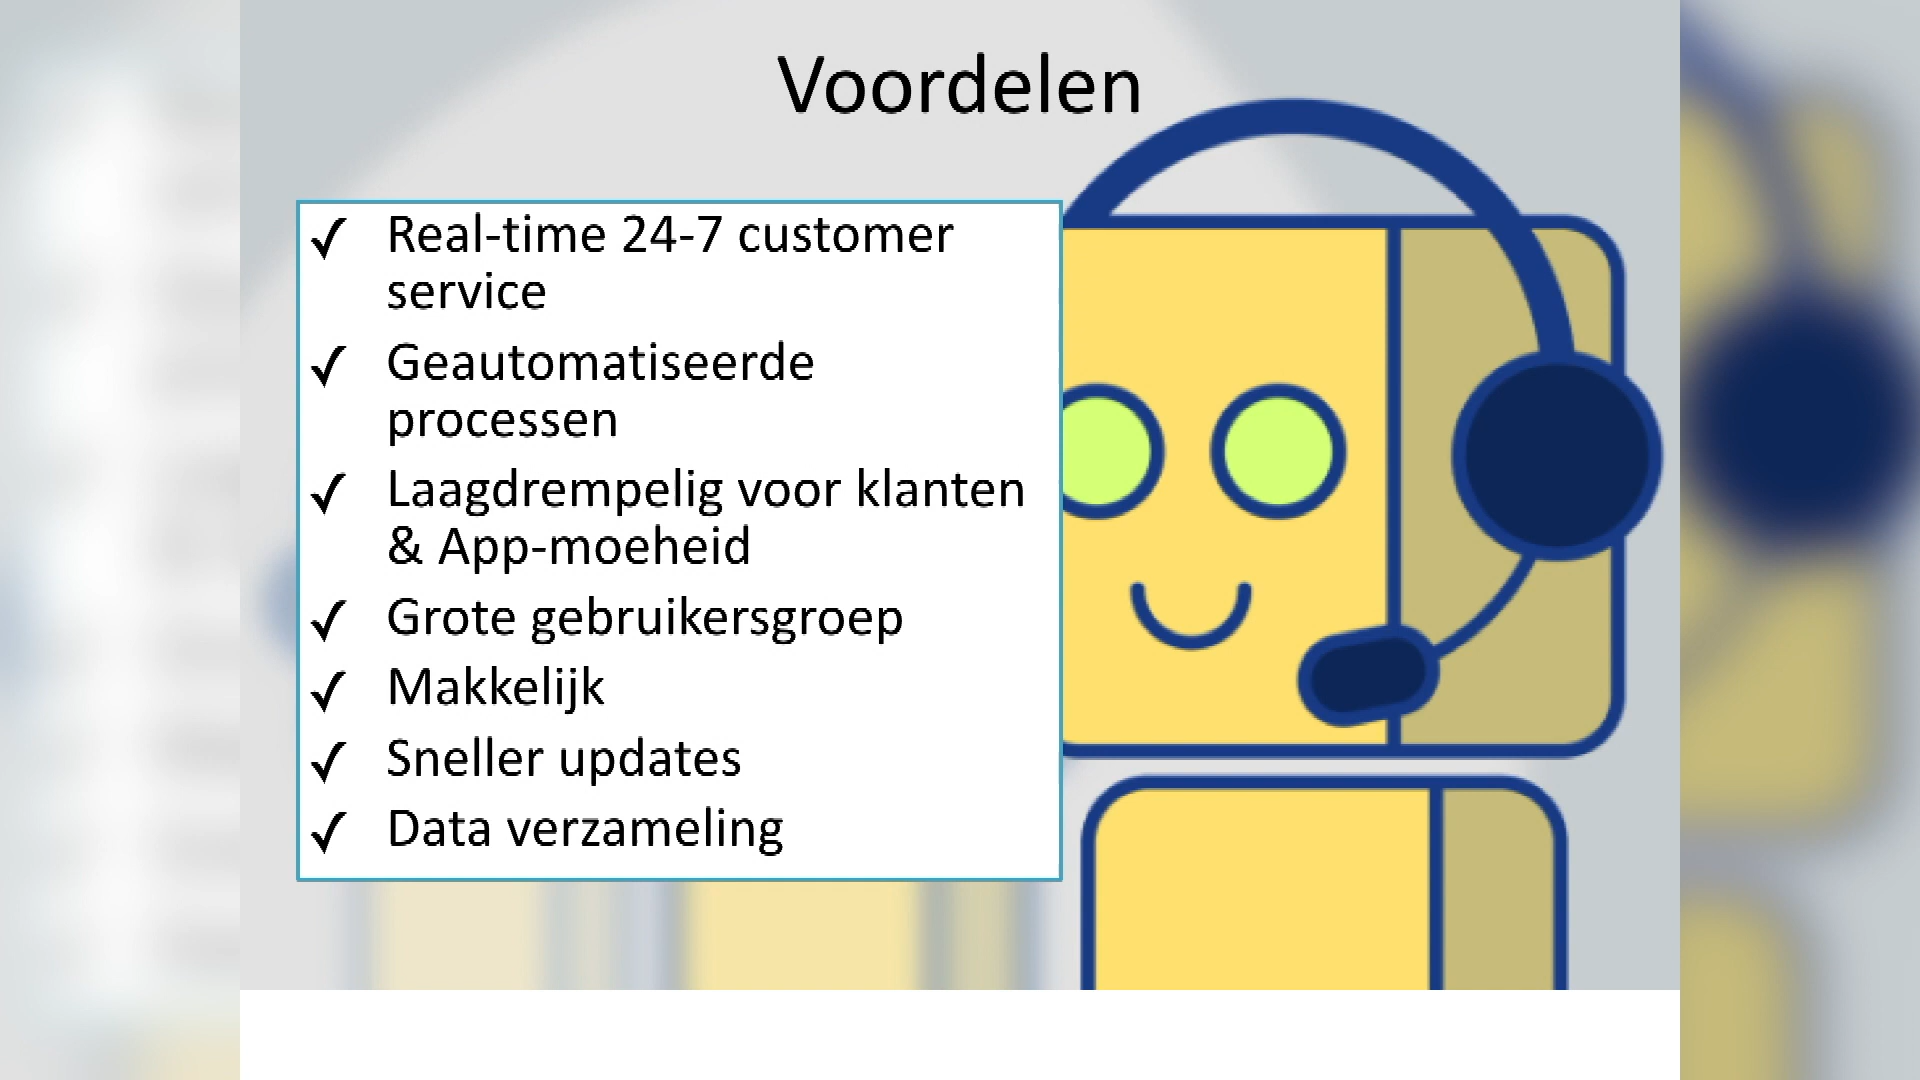 Voordelen
✓ Real-time 24-7 customer
service
✓ Geautomatiseerde
processen
✓ Laagdrempelig voor klanten
& App-moeheid
✓ Grote gebruikersgroep
✓ Makkelijk
✓ Sneller updates
✓ Data verzameling